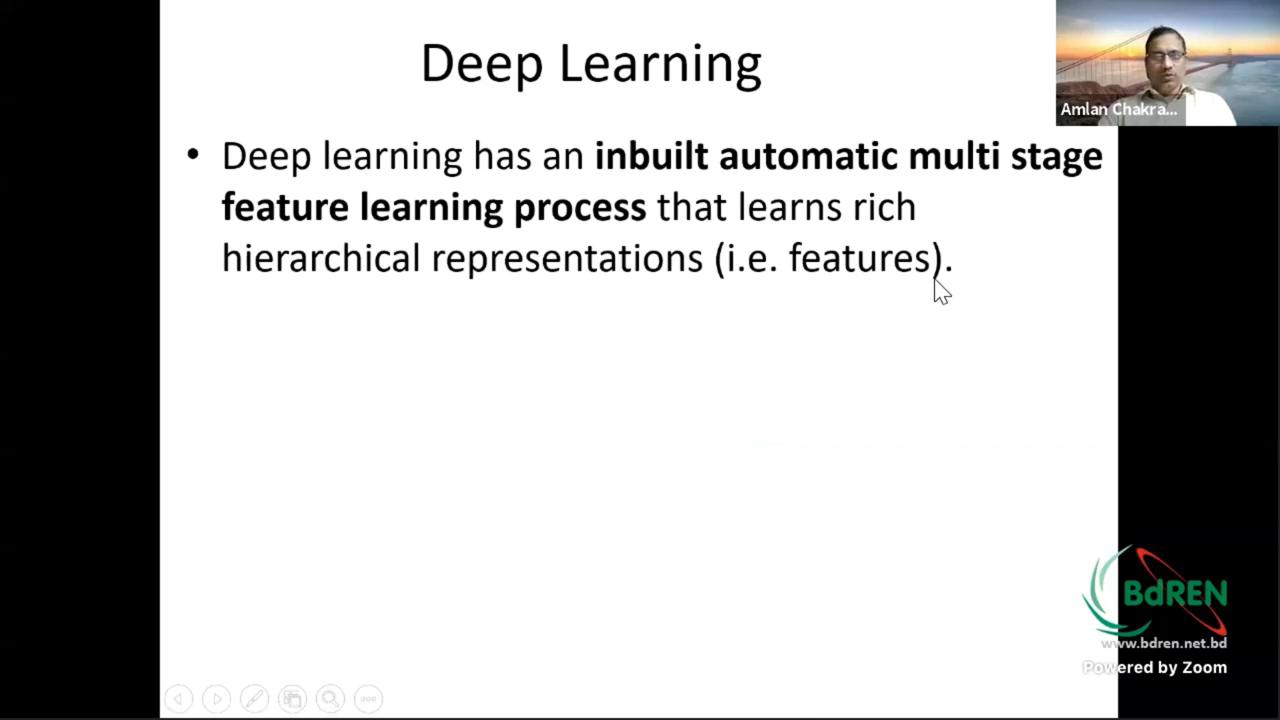 Deep Learning
Amlan Chakra...
• Deep learning has an inbuilt automatic multi stage
feature learning process that learns rich
hierarchical representations (i.e. features).
BdREN
www.bdren.net.bd
Powered by Zoom